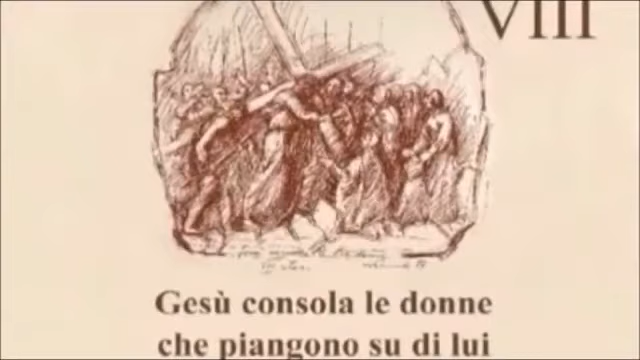 VIII
Gesù consola le donne
che piangono su di lui